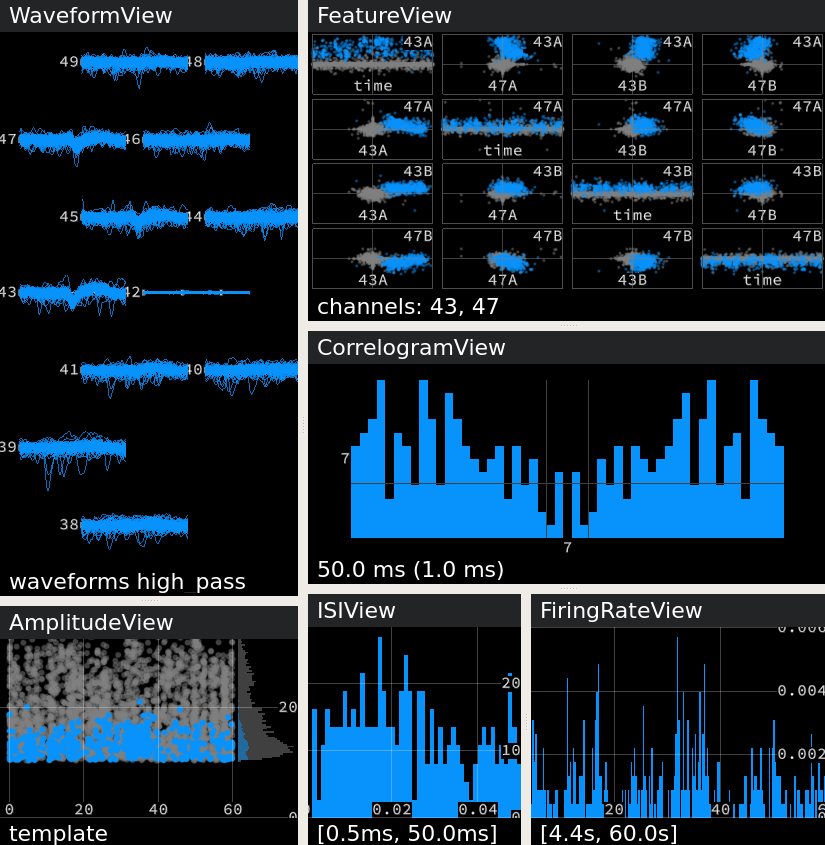 WaveformView
49 48
47 46
45 44
43 42
41 40
39
38
waveforms high_pass
FeatureView
43A 43A 43A 43A
time 47A 43B 47B
47A 47A 47A 47A
43A time 43B 47B
43B 43B 43B 43B
43A 47A time 47B
47B 47B 47B 47B
43A 47A 43B time
channels: 43, 47
CorrelogramView
7
7
50.0 ms (1.0 ms)
AmplitudeView
20
0 20 40 60 0
template
ISIView
20
10
0.02 0.04 0
[0.5ms, 50.0ms]
FiringRateView
0.006
0.004
0.002
20 40 6
[4.4s, 60.0s]